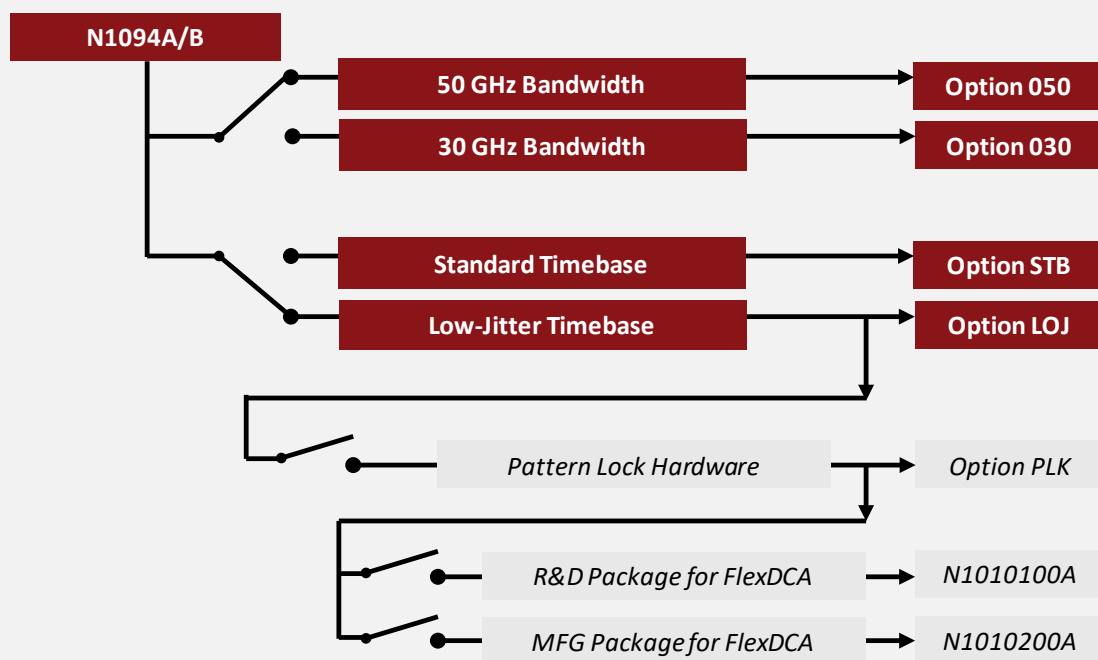 N1094A/B
50 GHz Bandwidth
Option 050
30 GHz Bandwidth
Option 030
Standard Timebase
Option STB
Low-Jitter Timebase
Option LOJ
Pattern Lock Hardware
Option PLK
R&D Package for FlexDCA
N1010100A
MFG Package for FlexDCA
N1010200A